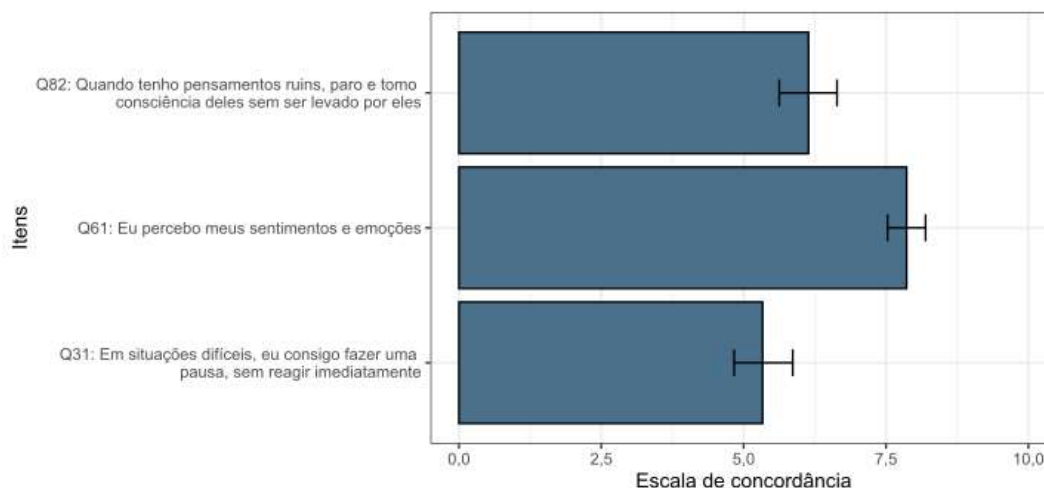 Q82: Quando tenho pensamentos ruins, paro e tomo
consciência deles sem ser levado por eles
Q61: Eu percebo meus sentimentos e emoções
Q31: Em situações difíceis, eu consigo fazer uma
pausa, sem reagir imediatamente
Itens
0,0 2,5 5,0 7,5 10,0
Escala de concordância